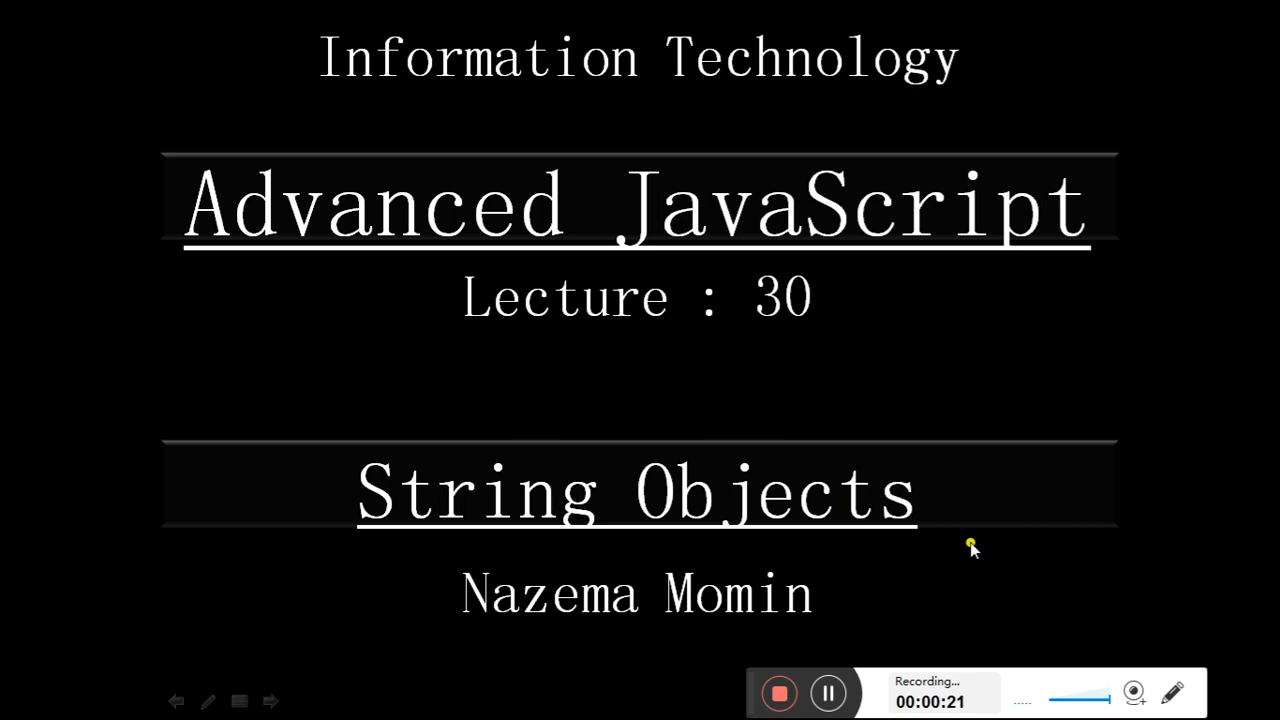 Information Technology
Advanced JavaScript
Lecture : 30
String Objects
Nazema Momin
Recording...
00:00:21